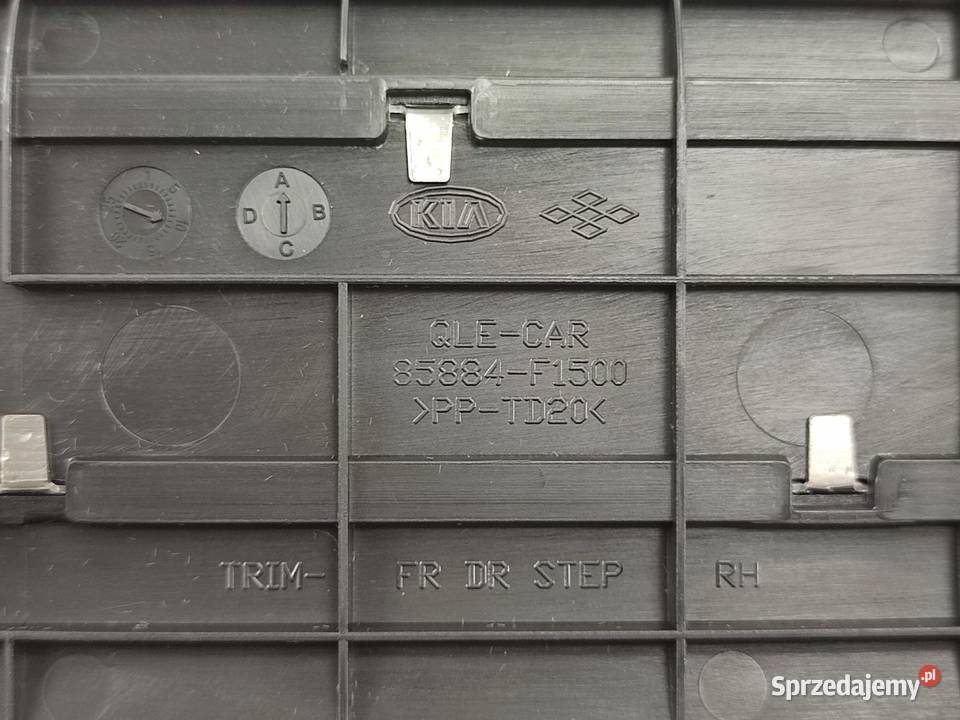 A
D B
C
KIA
QLE-CAR
85884-F1500
>PP-TD20<
TRIM- FR DR STEP RH
Sprzedajemy.pl